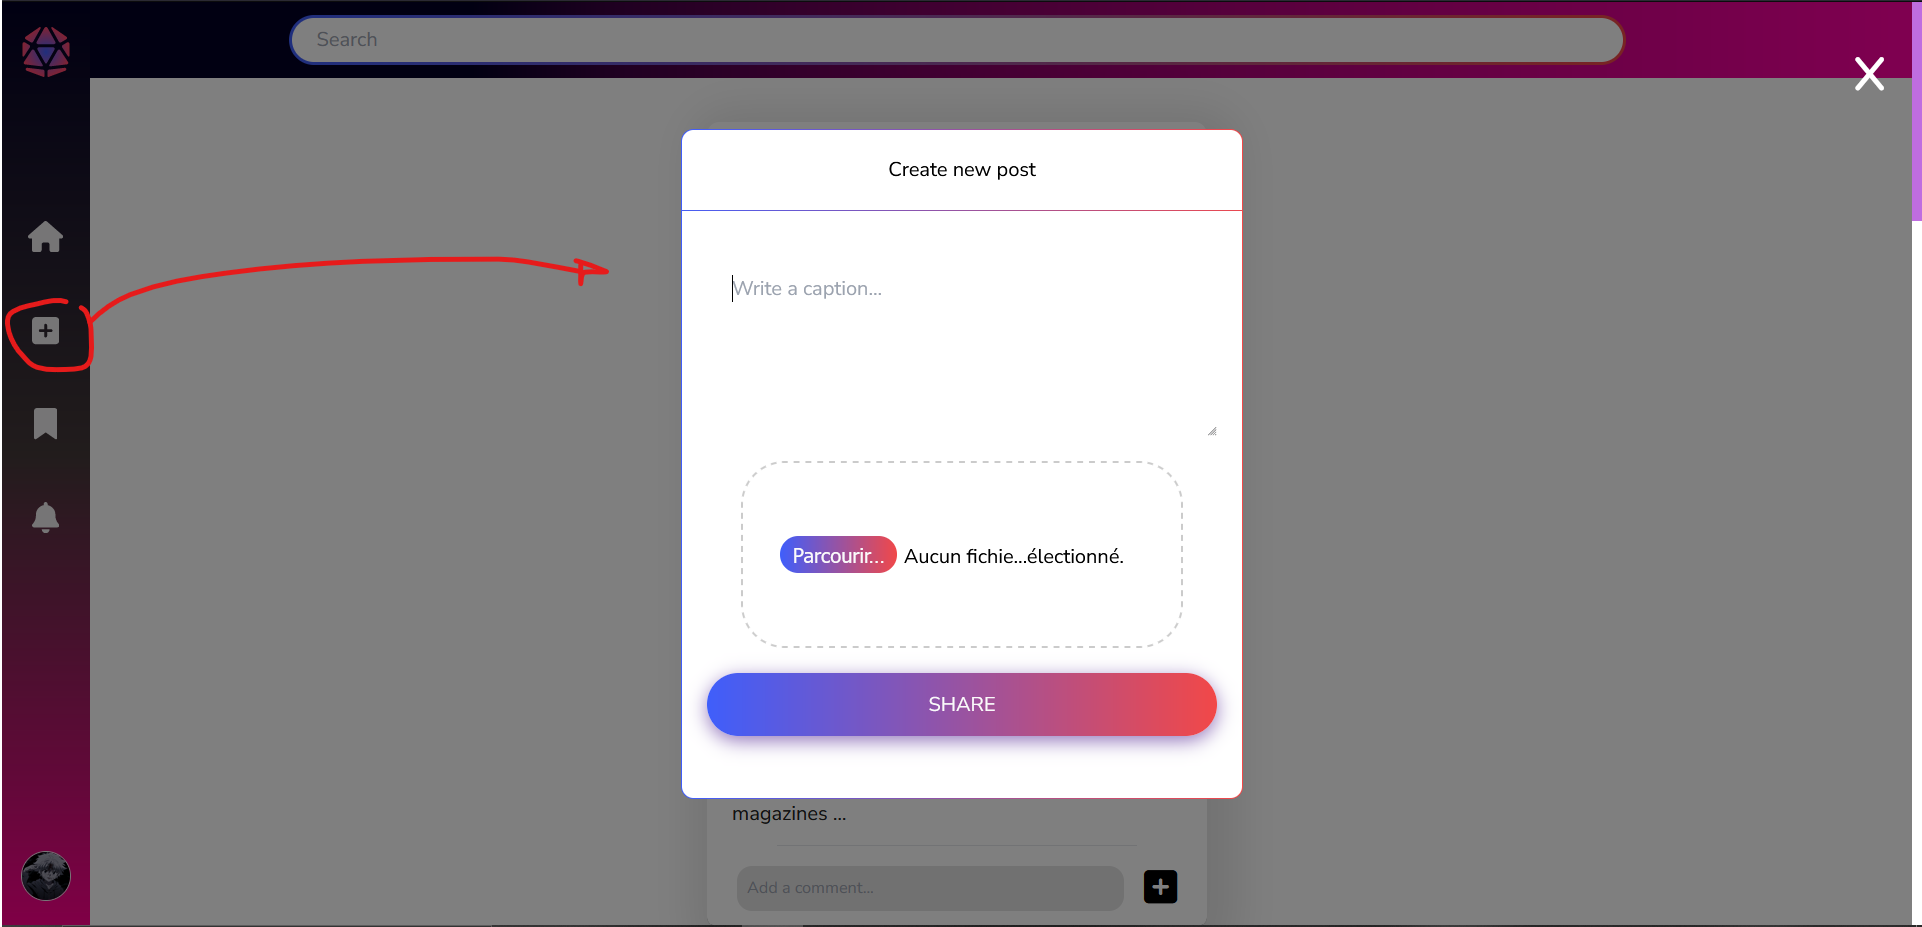 Search
Create new post
Write a caption...
Parcourir...
Aucun fichie...électionné.
SHARE
magazines ...
Add a comment...